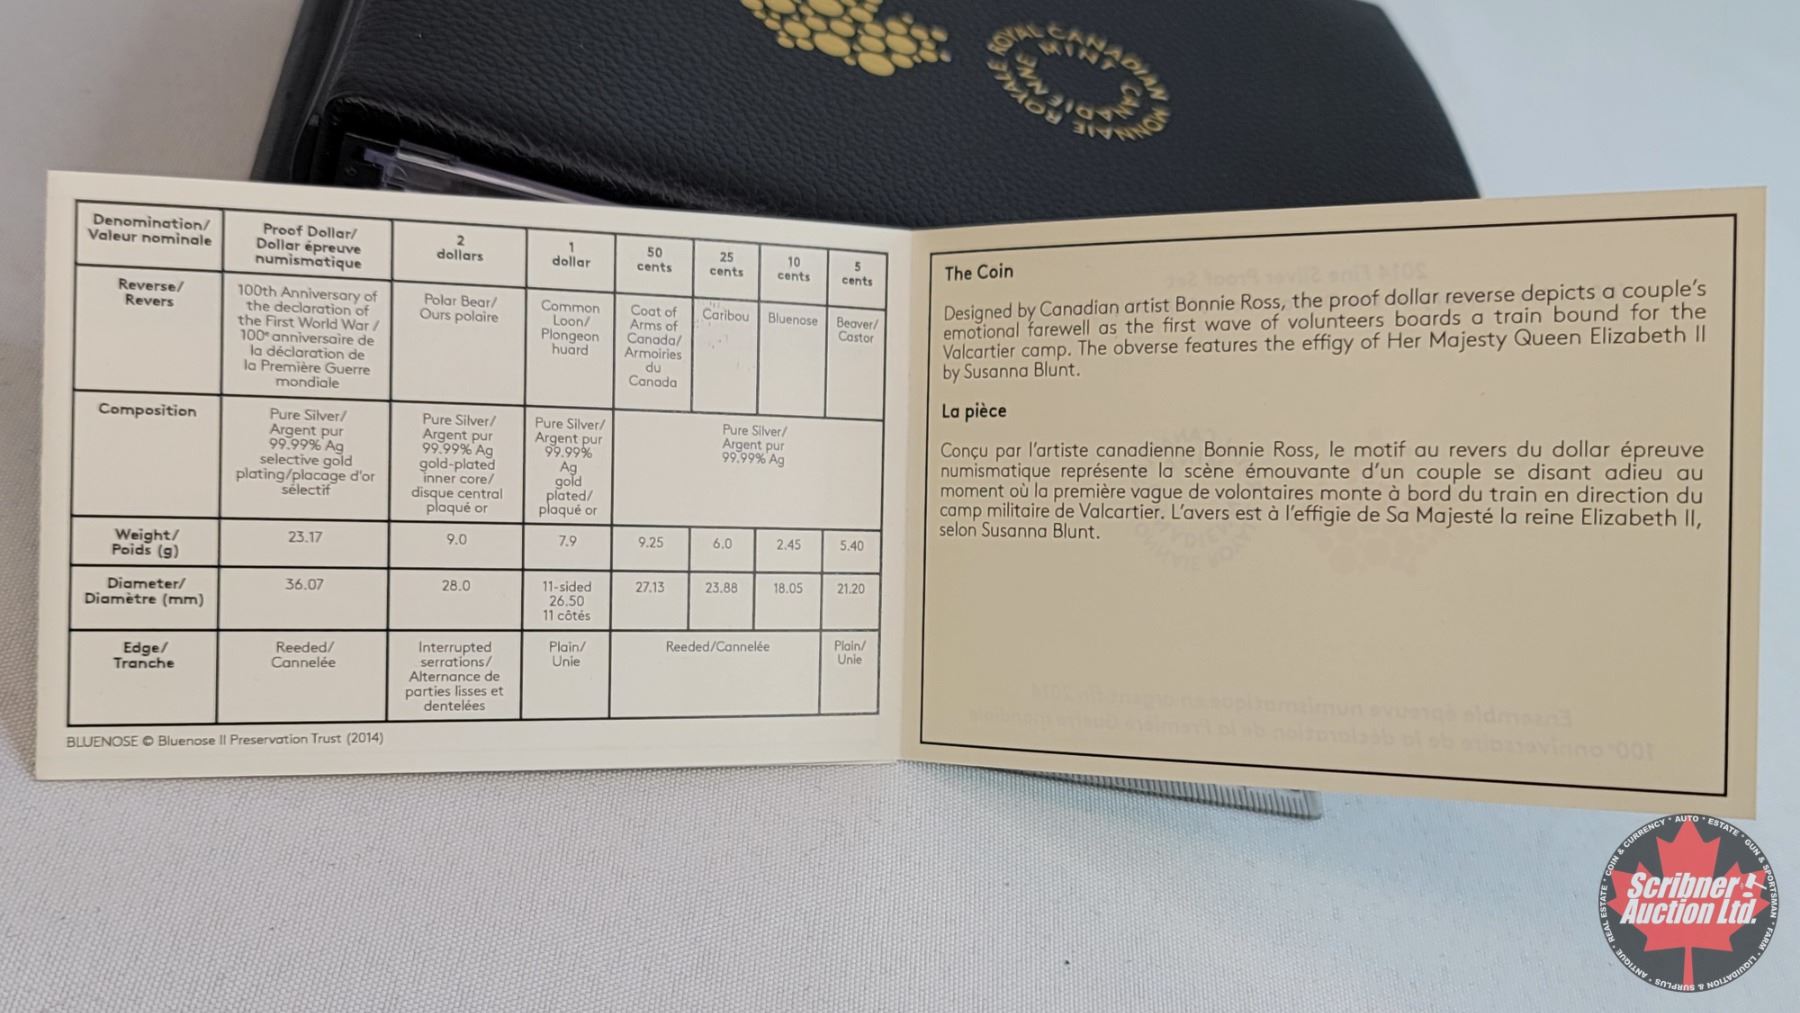 ROYAL CANADIAN MINT
MONNAIE ROYALE CANADIENNE
Denomination/
Valeur nominale
Proof Dollar/
Dollar épreuve
numismatique
2
dollars
1
dollar
50
cents
25
cents
10
cents
5
cents
Reverse/
Revers
100th Anniversary of
the declaration of
the First World War /
100e anniversaire de
la déclaration de
la Première Guerre
mondiale
Polar Bear/
Ours polaire
Common
Loon/
Plongeon
huard
Coat of
Arms of
Canada/
Armoiries
du
Canada
Caribou
Bluenose
Beaver/
Castor
Composition
Pure Silver/
Argent pur
99.99% Ag
selective gold
plating/placage d'or
sélectif
Pure Silver/
Argent pur
99.99% Ag
gold-plated
inner core/
disque central
plaqué or
Pure Silver/
Argent pur
99.99%
Ag
gold
plated/
plaqué or
Pure Silver/
Argent pur
99.99% Ag
Weight/
Poids (g)
23.17
9.0
7.9
9.25
6.0
2.45
5.40
Diameter/
Diamètre (mm)
36.07
28.0
11-sided
26.50
11 côtés
27.13
23.88
18.05
21.20
Edge/
Tranche
Reeded/
Cannelée
Interrupted
serrations/
Alternance de
parties lisses et
dentelées
Plain/
Unie
Reeded/Cannelée
Plain/
Unie
BLUENOSE © Bluenose II Preservation Trust (2014)
The Coin
Designed by Canadian artist Bonnie Ross, the proof dollar reverse depicts a couple's
emotional farewell as the first wave of volunteers boards a train bound for the
Valcartier camp. The obverse features the effigy of Her Majesty Queen Elizabeth II
by Susanna Blunt.
La pièce
Conçu par l'artiste canadienne Bonnie Ross, le motif au revers du dollar épreuve
numismatique représente la scène émouvante d'un couple se disant adieu au
moment où la première vague de volontaires monte à bord du train en direction du
camp militaire de Valcartier. L'avers est à l'effigie de Sa Majesté la reine Elizabeth II,
selon Susanna Blunt.
Scribner
Auction Ltd.
COIN & CURRENCY • AUTO • ESTATE • GUN & SPORTSMAN • FARM • LIQUIDATION & SURPLUS • ANTIQUE • REAL ESTATE